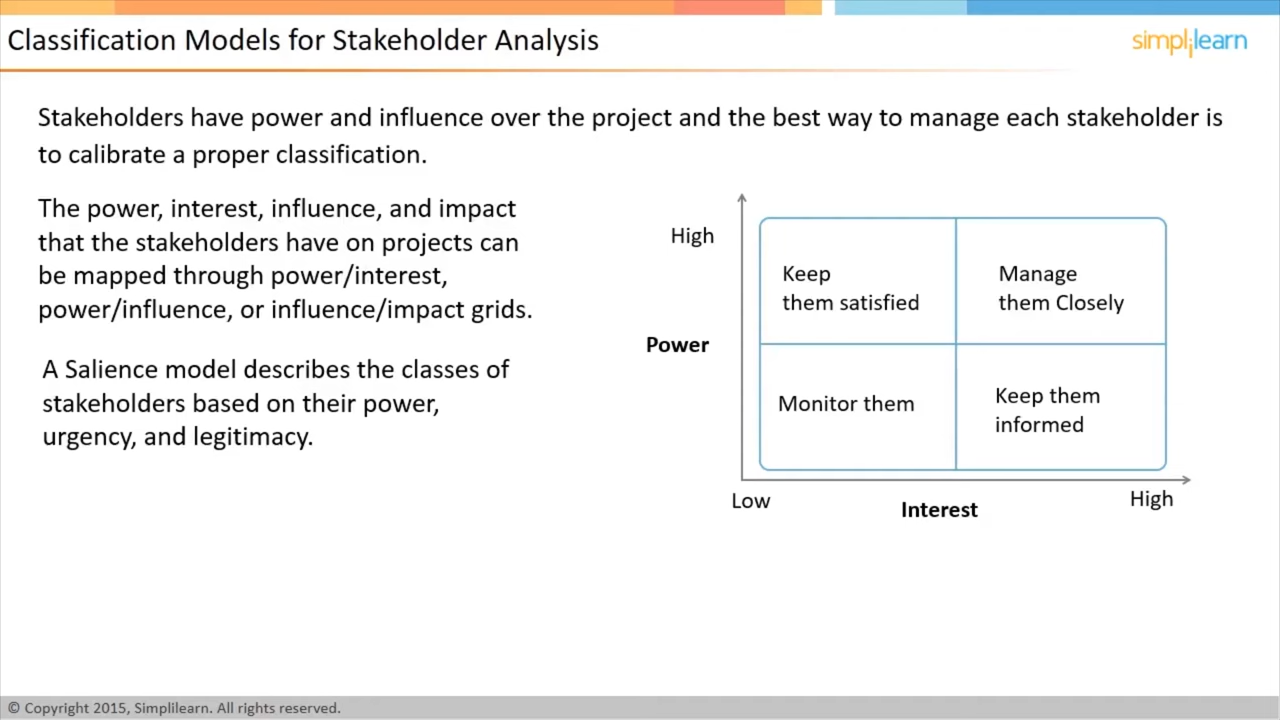 Classification Models for Stakeholder Analysis
simplilearn
Stakeholders have power and influence over the project and the best way to manage each stakeholder is
to calibrate a proper classification.
The power, interest, influence, and impact
that the stakeholders have on projects can
be mapped through power/interest,
power/influence, or influence/impact grids.
A Salience model describes the classes of
stakeholders based on their power,
urgency, and legitimacy.
High
Keep
them satisfied
Manage
them Closely
Power
Monitor them
Keep them
informed
Low
Interest
High
© Copyright 2015, Simplilearn. All rights reserved.